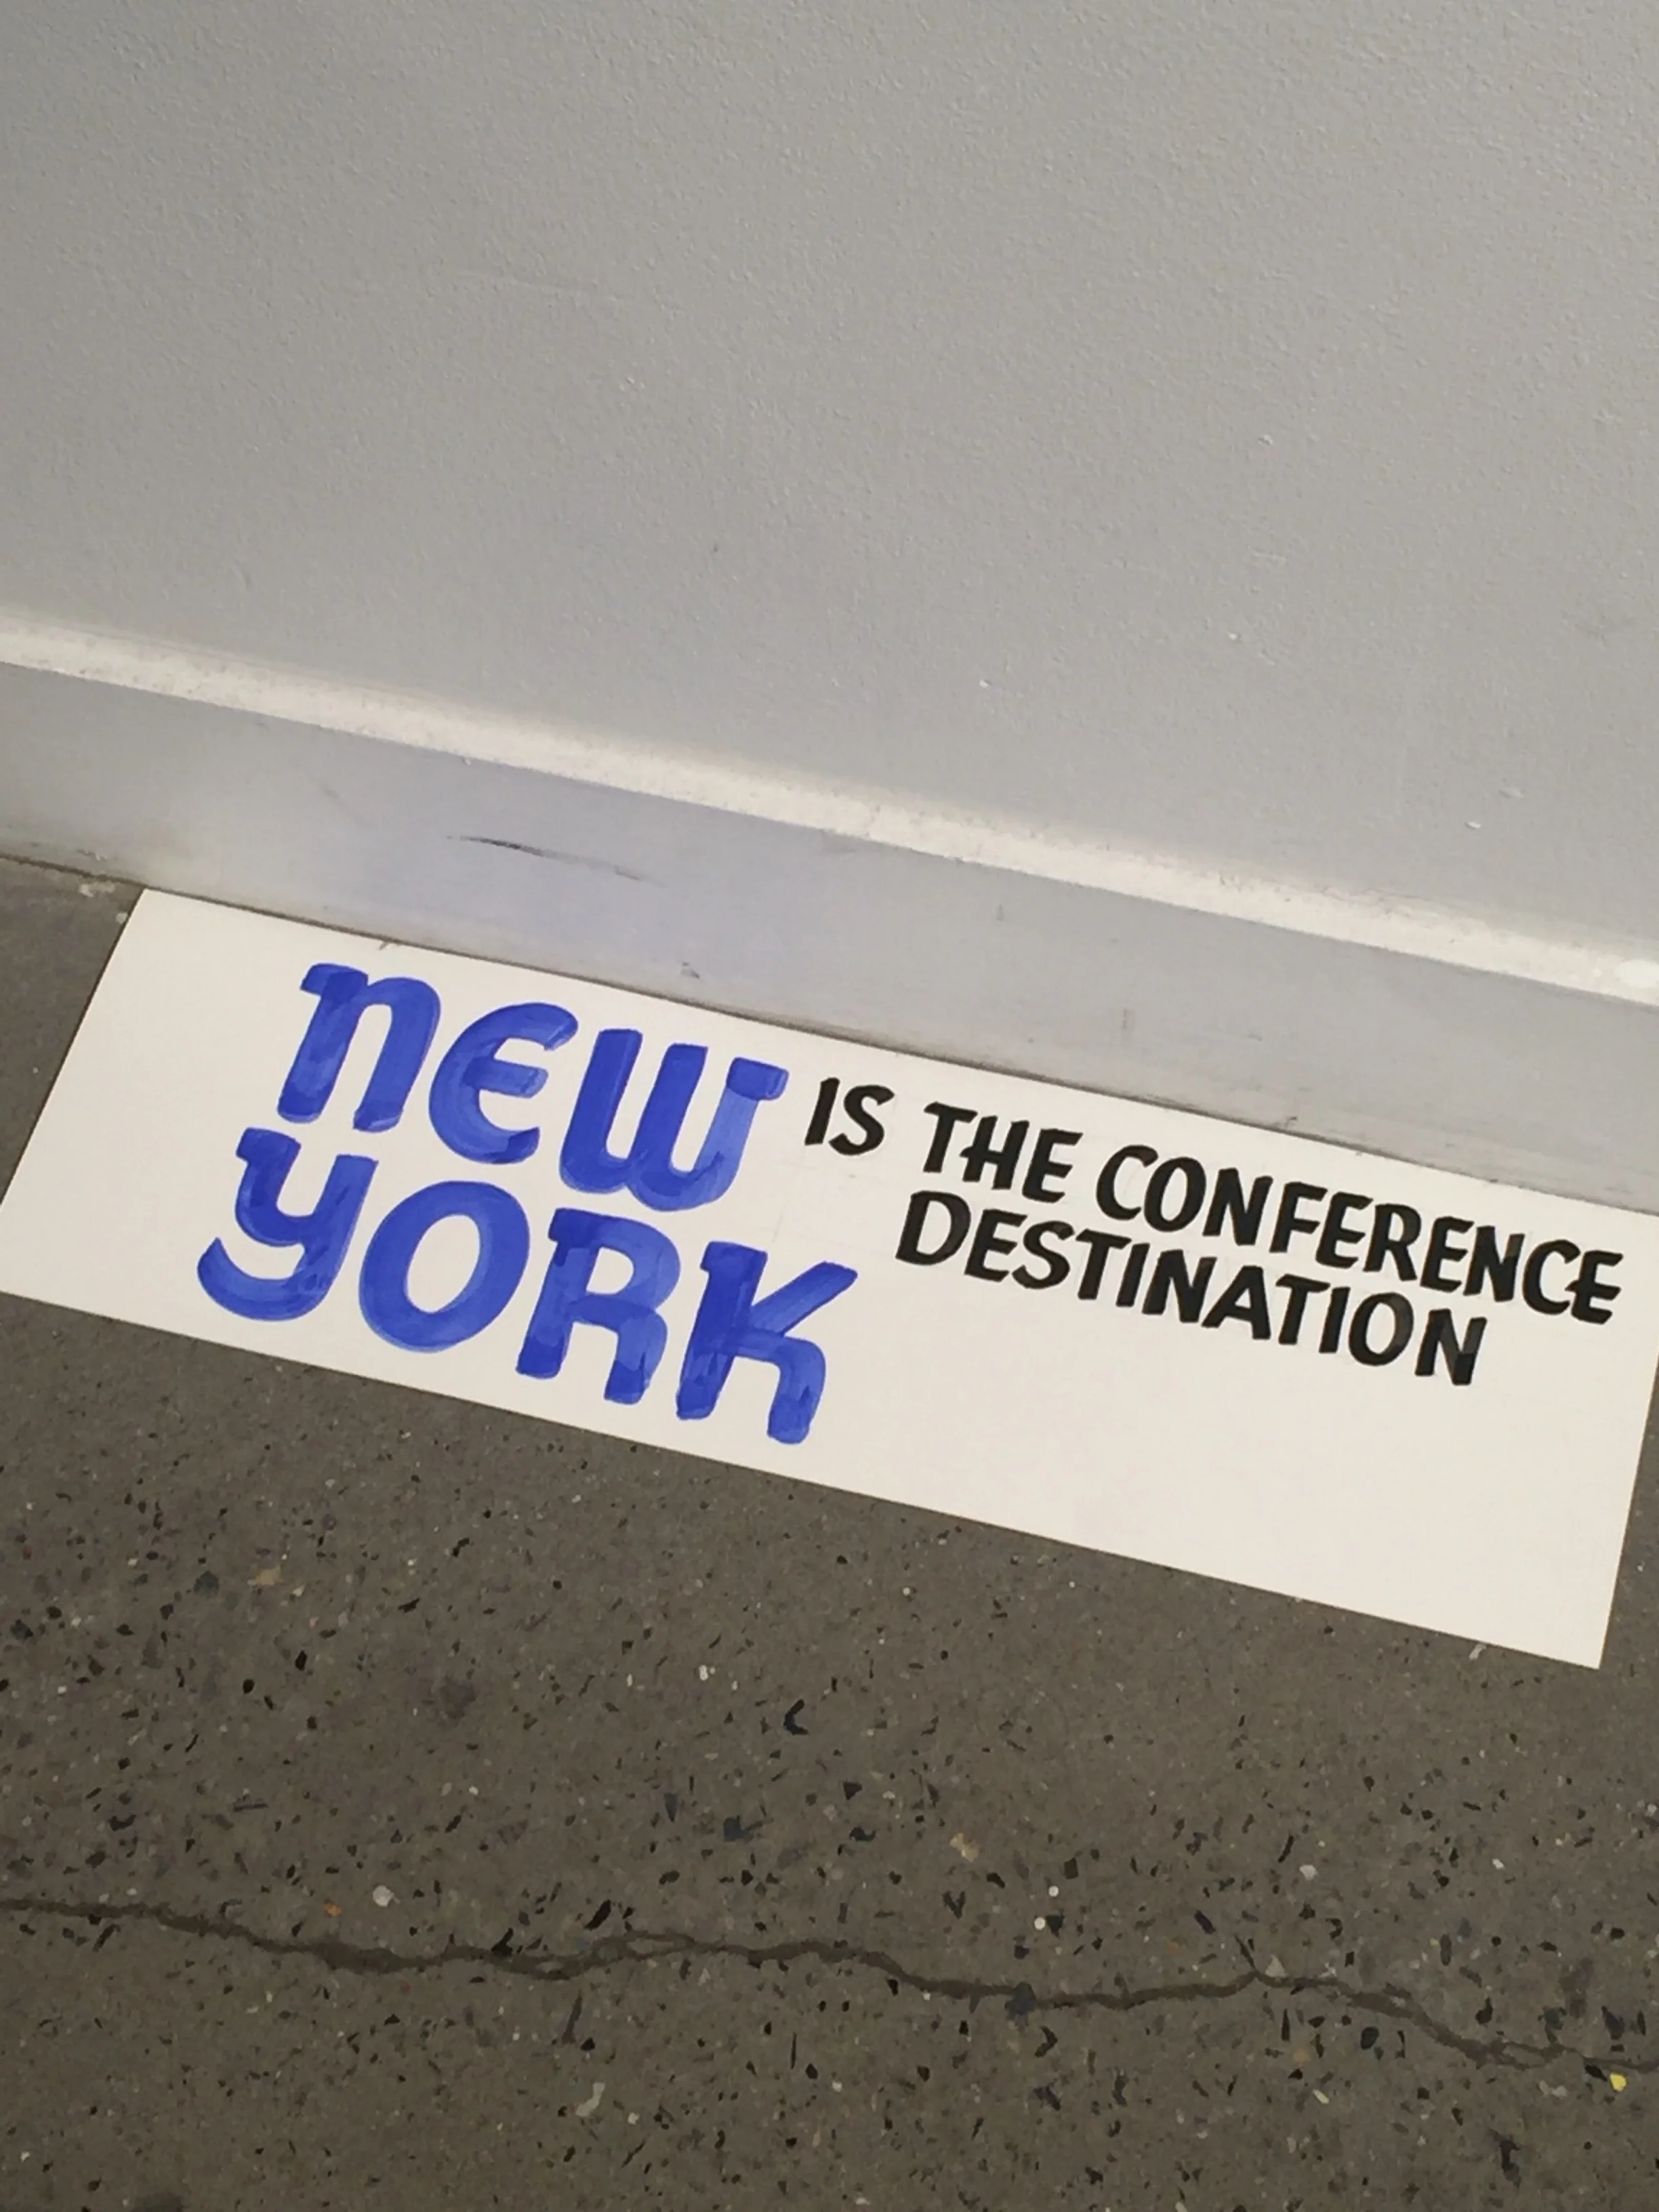 NEW
YORK
IS THE CONFERENCE
DESTINATION